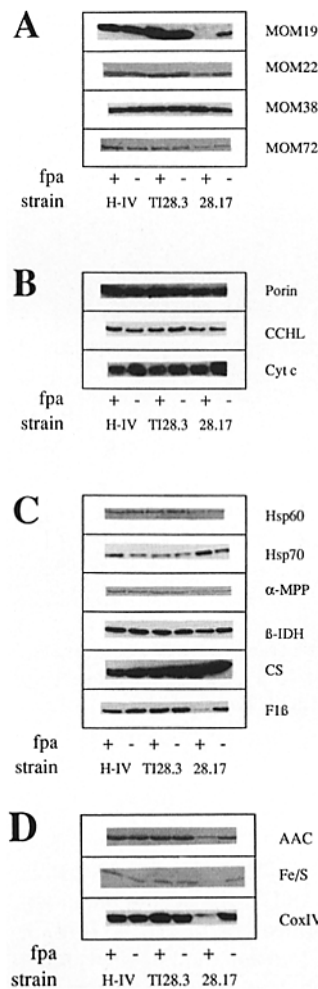 A
MOM19
MOM22
MOM38
MOM72
fpa + - + - + -
strain H-IV TI28.3 28.17
B
Porin
CCHL
Cyt c
fpa + - + - + -
strain H-IV TI28.3 28.17
C
Hsp60
Hsp70
α-MPP
ß-IDH
CS
F1ß
fpa + - + - + -
strain H-IV TI28.3 28.17
D
AAC
Fe/S
CoxIV
fpa + - + - + -
strain H-IV TI28.3 28.17